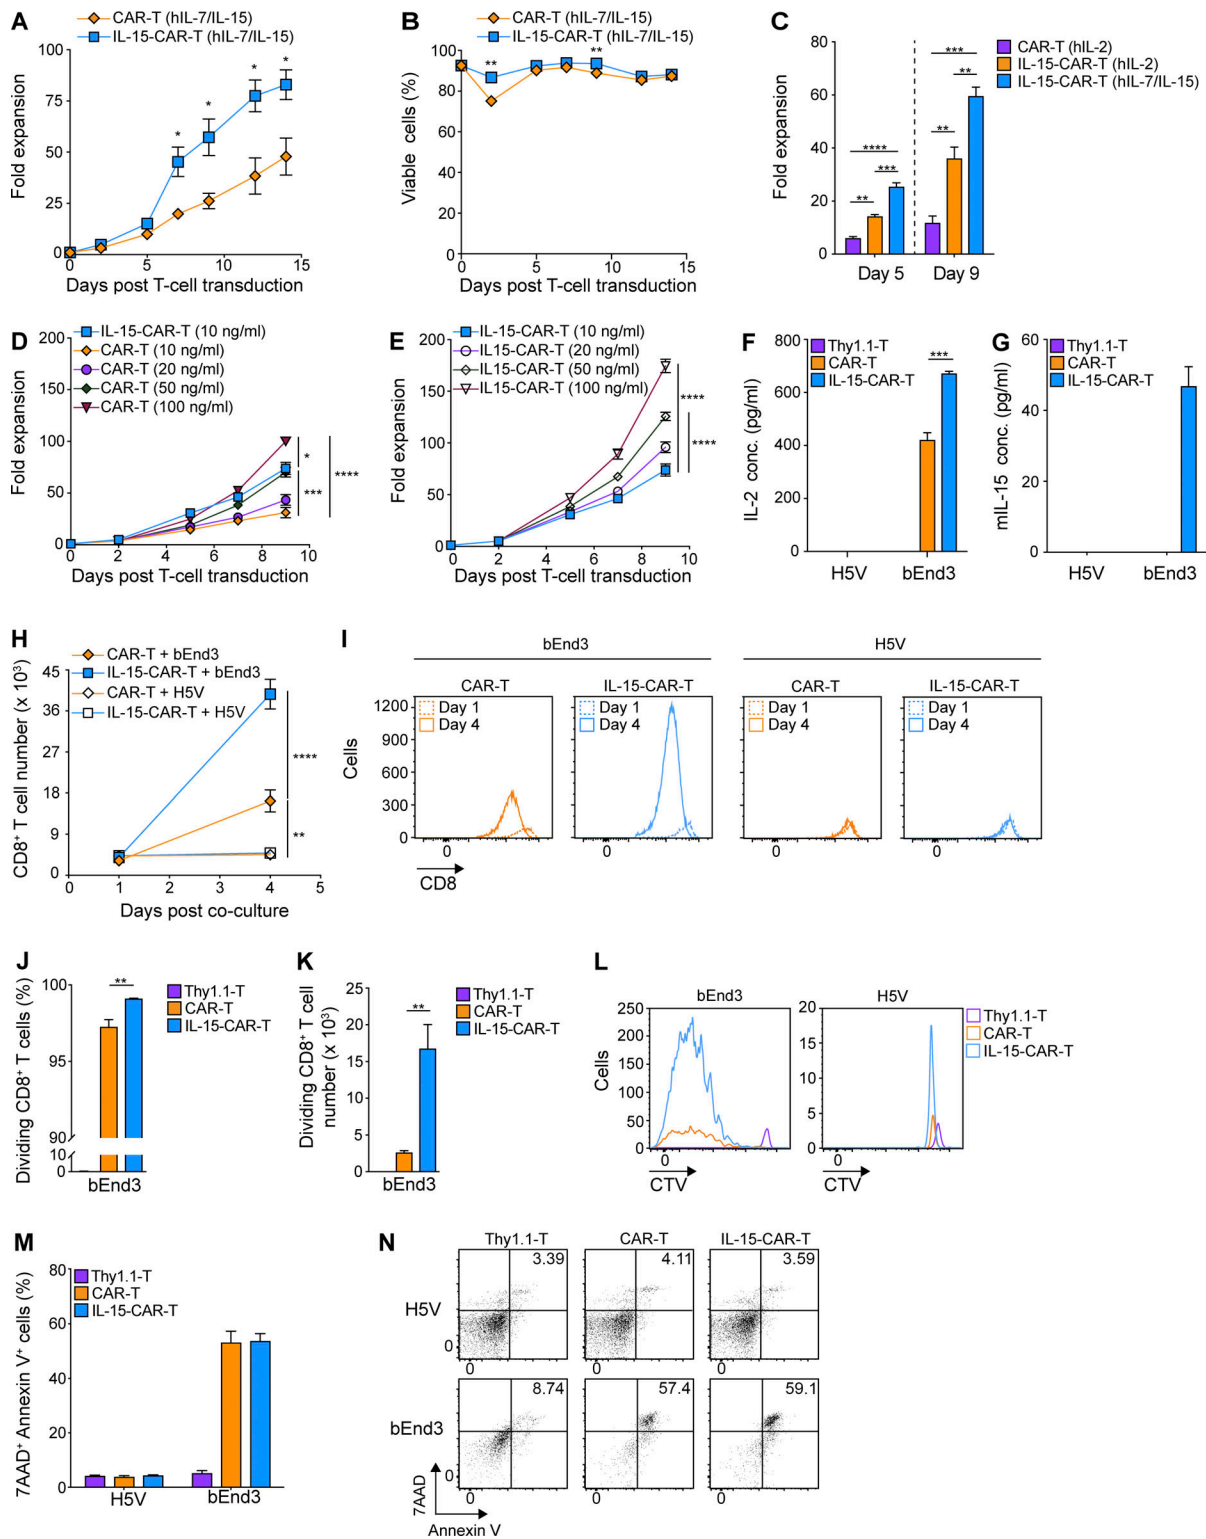 A
CAR-T (hIL-7/IL-15)
IL-15-CAR-T (hIL-7/IL-15)
Fold expansion
100
75
50
25
0
* * * *
0 5 10 15
Days post T-cell transduction
B
CAR-T (hIL-7/IL-15)
IL-15-CAR-T (hIL-7/IL-15)
Viable cells (%)
100
80
60
40
20
0
** **
0 5 10 15
Days post T-cell transduction
C
CAR-T (hIL-2)
IL-15-CAR-T (hIL-2)
IL-15-CAR-T (hIL-7/IL-15)
Fold expansion
80
60
40
20
0
****
***
**
***
**
**
Day 5 Day 9
D
IL-15-CAR-T (10 ng/ml)
CAR-T (10 ng/ml)
CAR-T (20 ng/ml)
CAR-T (50 ng/ml)
CAR-T (100 ng/ml)
Fold expansion
200
150
100
50
0
*
***
****
0 2 4 6 8 10
Days post T-cell transduction
E
IL-15-CAR-T (10 ng/ml)
IL15-CAR-T (20 ng/ml)
IL15-CAR-T (50 ng/ml)
IL15-CAR-T (100 ng/ml)
Fold expansion
200
150
100
50
0
****
****
0 2 4 6 8 10
Days post T-cell transduction
F
Thy1.1-T
CAR-T
IL-15-CAR-T
IL-2 conc. (pg/ml)
800
600
400
200
0
***
H5V bEnd3
G
Thy1.1-T
CAR-T
IL-15-CAR-T
mIL-15 conc. (pg/ml)
60
40
20
0
H5V bEnd3
H
CAR-T + bEnd3
IL-15-CAR-T + bEnd3
CAR-T + H5V
IL-15-CAR-T + H5V
CD8⁺ T cell number (x 10³)
45
36
27
18
9
0
****
**
0 1 2 3 4 5
Days post co-culture
I
bEnd3 H5V
CAR-T IL-15-CAR-T CAR-T IL-15-CAR-T
Day 1 Day 1 Day 1 Day 1
Day 4 Day 4 Day 4 Day 4
Cells
1200
900
600
300
0
0 0 0 0
CD8
J
Dividing CD8⁺ T cells (%)
100
95
90
10
0
**
bEnd3
Thy1.1-T
CAR-T
IL-15-CAR-T
K
Dividing CD8⁺ T cell
number (x 10³)
25
20
15
10
5
0
**
bEnd3
Thy1.1-T
CAR-T
IL-15-CAR-T
L
bEnd3 H5V
Cells
250
200
150
100
50
0
0
CTV
20
15
10
5
0
0
CTV
Thy1.1-T
CAR-T
IL-15-CAR-T
M
Thy1.1-T
CAR-T
IL-15-CAR-T
7AAD⁺ Annexin V⁺ cells (%)
80
60
40
20
0
H5V bEnd3
N
Thy1.1-T CAR-T IL-15-CAR-T
H5V
3.39 4.11 3.59
0
0 0 0
bEnd3
8.74 57.4 59.1
0
0 0 0
7AAD
Annexin V